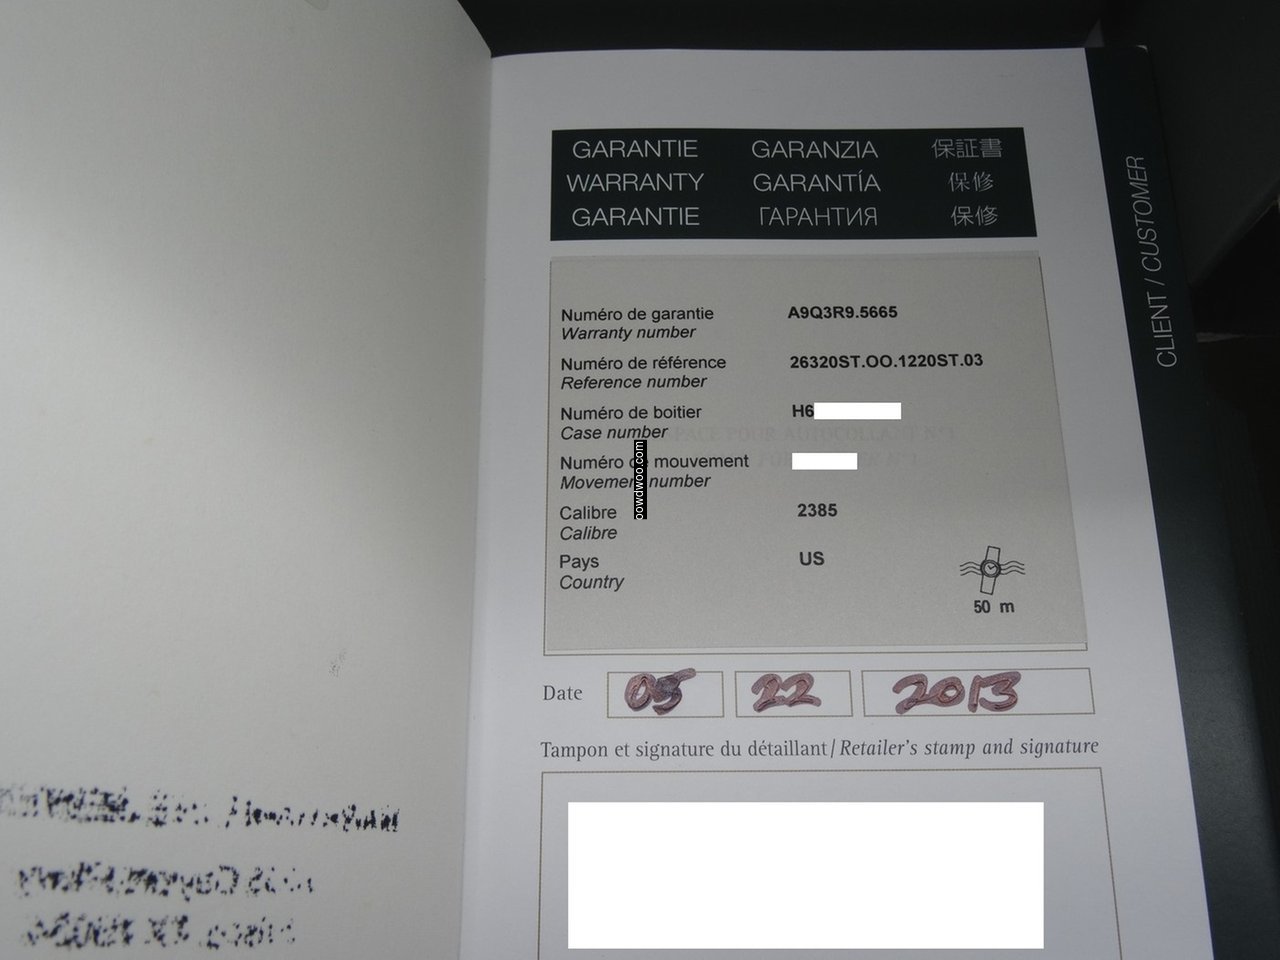 GARANTIE GARANZIA 保証書
WARRANTY GARANTÍA 保修
GARANTIE ГАРАНТИЯ 保修
CLIENT / CUSTOMER
Numéro de garantie A9Q3R9.5665
Warranty number
Numéro de référence 26320ST.OO.1220ST.03
Reference number
Numéro de boitier H6
Case number
Numéro de mouvement
Movement number
powdwoo.com
Calibre 2385
Calibre
Pays US
Country
50 m
Date 05 22 2013
Tampon et signature du détaillant / Retailer's stamp and signature